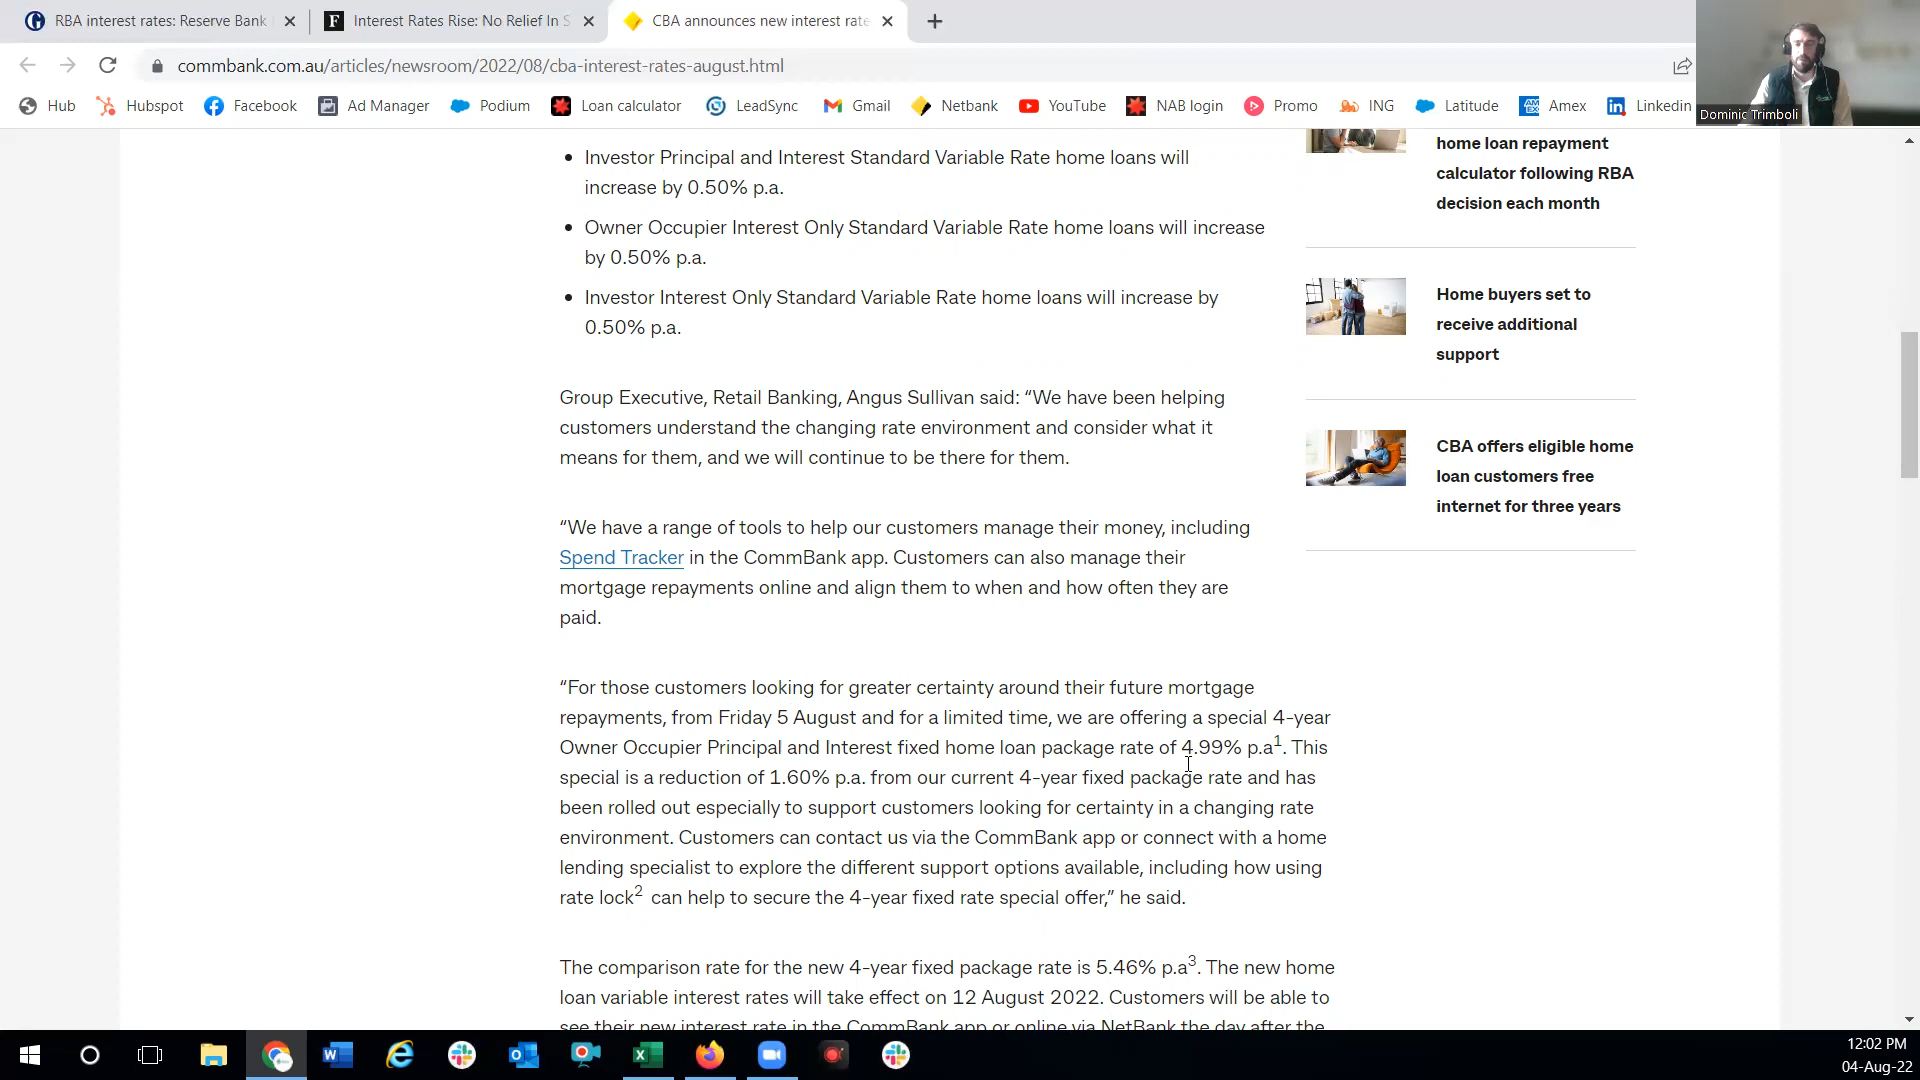 RBA interest rates: Reserve Bank
Interest Rates Rise: No Relief In S
CBA announces new interest rate
commbank.com.au/articles/newsroom/2022/08/cba-interest-rates-august.html
Hub
Hubspot
Facebook
Ad Manager
Podium
Loan calculator
LeadSync
Gmail
Netbank
YouTube
NAB login
Promo
ING
Latitude
Amex
Linkedin
Dominic Trimboli
• Investor Principal and Interest Standard Variable Rate home loans will
increase by 0.50% p.a.
• Owner Occupier Interest Only Standard Variable Rate home loans will increase
by 0.50% p.a.
• Investor Interest Only Standard Variable Rate home loans will increase by
0.50% p.a.
Group Executive, Retail Banking, Angus Sullivan said: “We have been helping
customers understand the changing rate environment and consider what it
means for them, and we will continue to be there for them.
“We have a range of tools to help our customers manage their money, including
Spend Tracker in the CommBank app. Customers can also manage their
mortgage repayments online and align them to when and how often they are
paid.
“For those customers looking for greater certainty around their future mortgage
repayments, from Friday 5 August and for a limited time, we are offering a special 4-year
Owner Occupier Principal and Interest fixed home loan package rate of 4.99% p.a¹. This
special is a reduction of 1.60% p.a. from our current 4-year fixed package rate and has
been rolled out especially to support customers looking for certainty in a changing rate
environment. Customers can contact us via the CommBank app or connect with a home
lending specialist to explore the different support options available, including how using
rate lock² can help to secure the 4-year fixed rate special offer,” he said.
The comparison rate for the new 4-year fixed package rate is 5.46% p.a³. The new home
loan variable interest rates will take effect on 12 August 2022. Customers will be able to
see their new interest rate in the CommBank app or online via NetBank the day after the
home loan repayment
calculator following RBA
decision each month
Home buyers set to
receive additional
support
CBA offers eligible home
loan customers free
internet for three years
12:02 PM
04-Aug-22